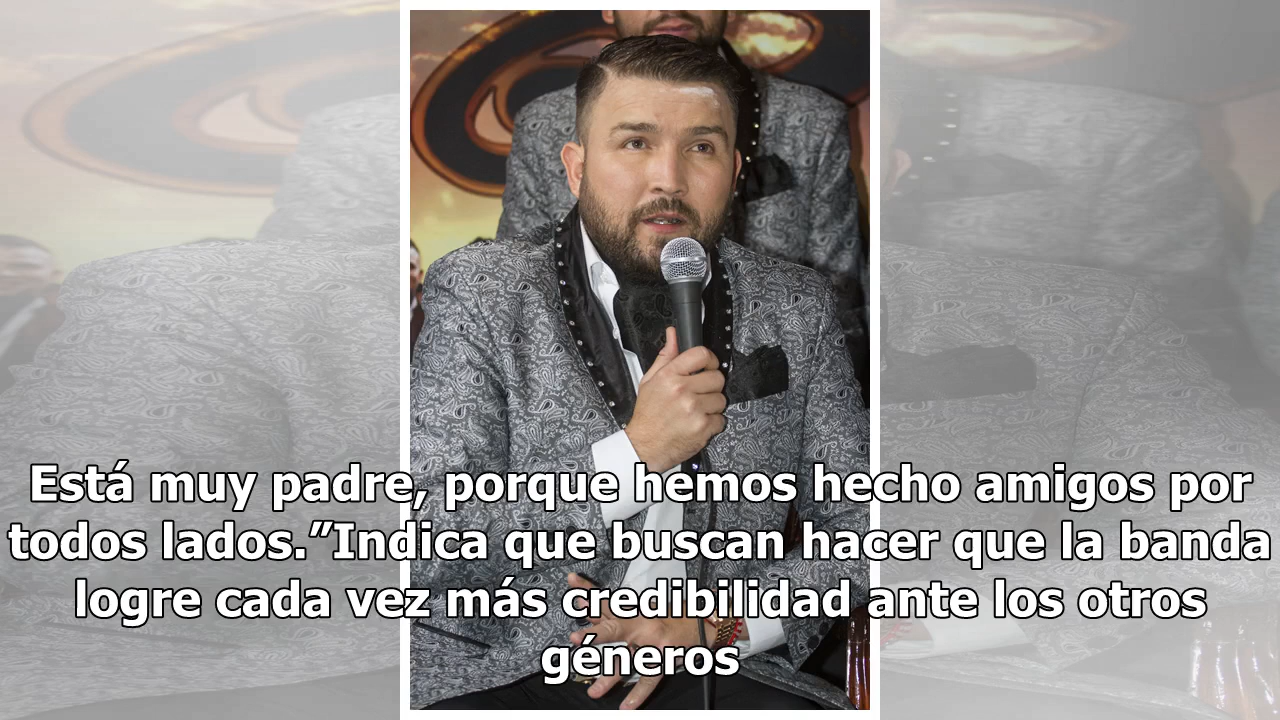 Está muy padre, porque hemos hecho amigos por
todos lados.”Indica que buscan hacer que la banda
logre cada vez más credibilidad ante los otros
géneros